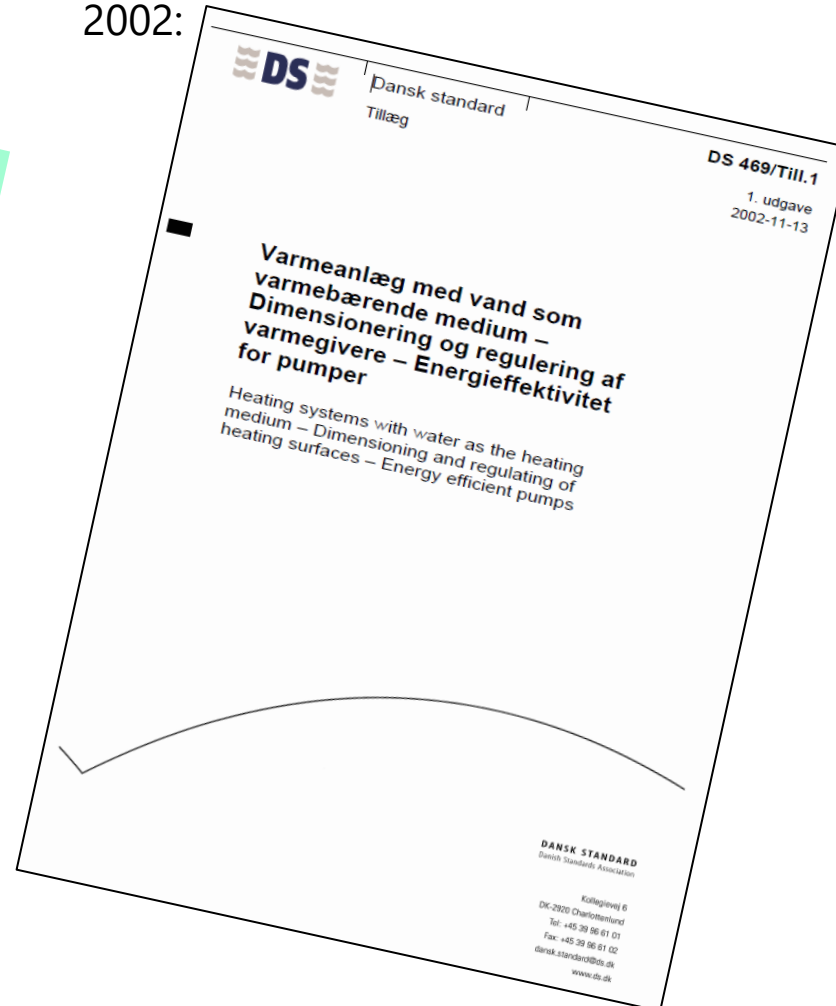 2002:
DS
Dansk standard
Tillæg
DS 469/Till.1
1. udgave
2002-11-13
Varmeanlæg med vand som
varmebærende medium –
Dimensionering og regulering af
varmegivere – Energieffektivitet
for pumper
Heating systems with water as the heating
medium – Dimensioning and regulating of
heating surfaces – Energy efficient pumps
DANSK STANDARD
Danish Standards Association
Kollegievej 6
DK-2920 Charlottenlund
Tel: +45 39 96 61 01
Fax: +45 39 96 61 02
dansk.standard@ds.dk
www.ds.dk